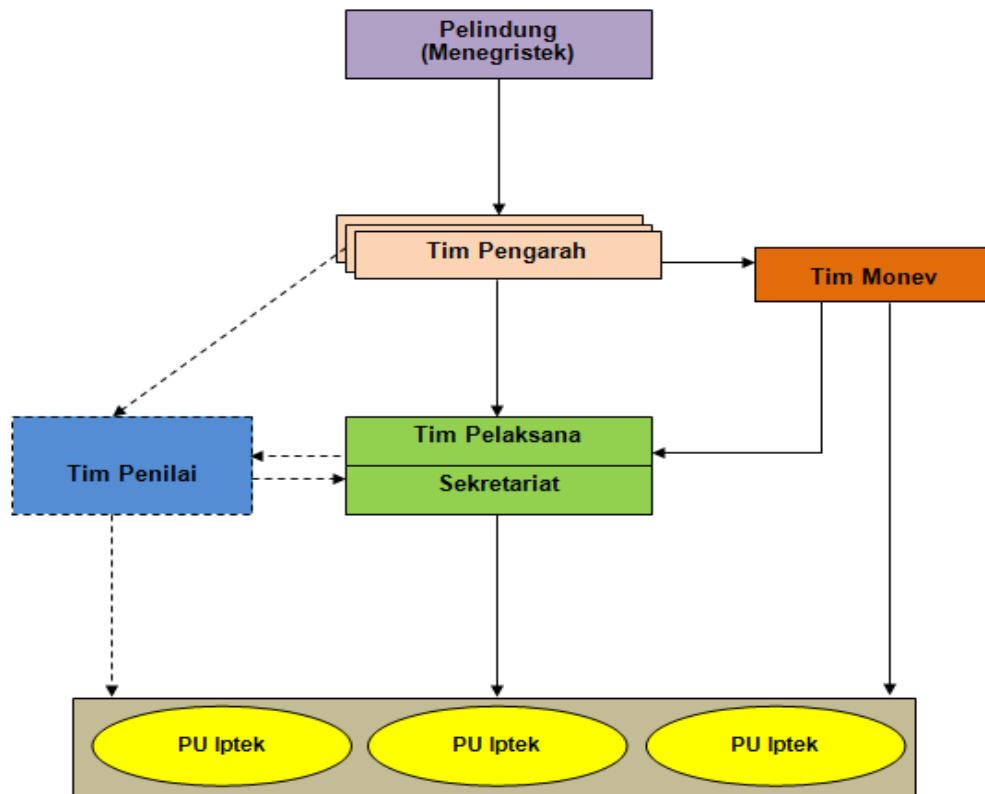 Pelindung
(Menegristek)
Tim Pengarah
Tim Monev
Tim Pelaksana
Tim Penilai
Sekretariat
PU Iptek
PU Iptek
PU Iptek